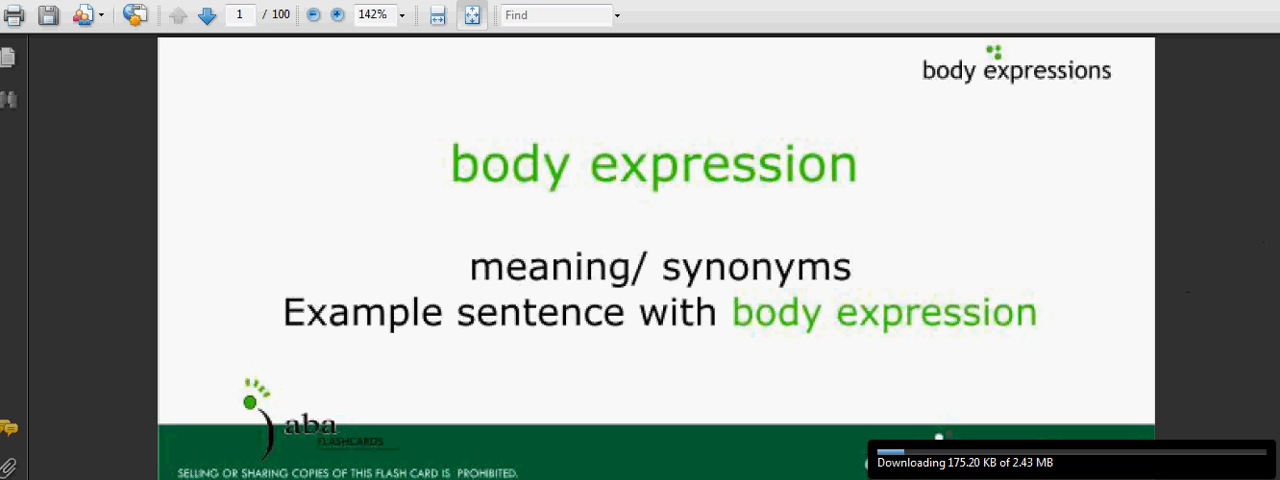 1 / 100 142% Find
body expressions
body expression
meaning/ synonyms
Example sentence with body expression
aba
FLASHCARDS
SELLING OR SHARING COPIES OF THIS FLASH CARD IS PROHIBITED.
Downloading 175.20 KB of 2.43 MB